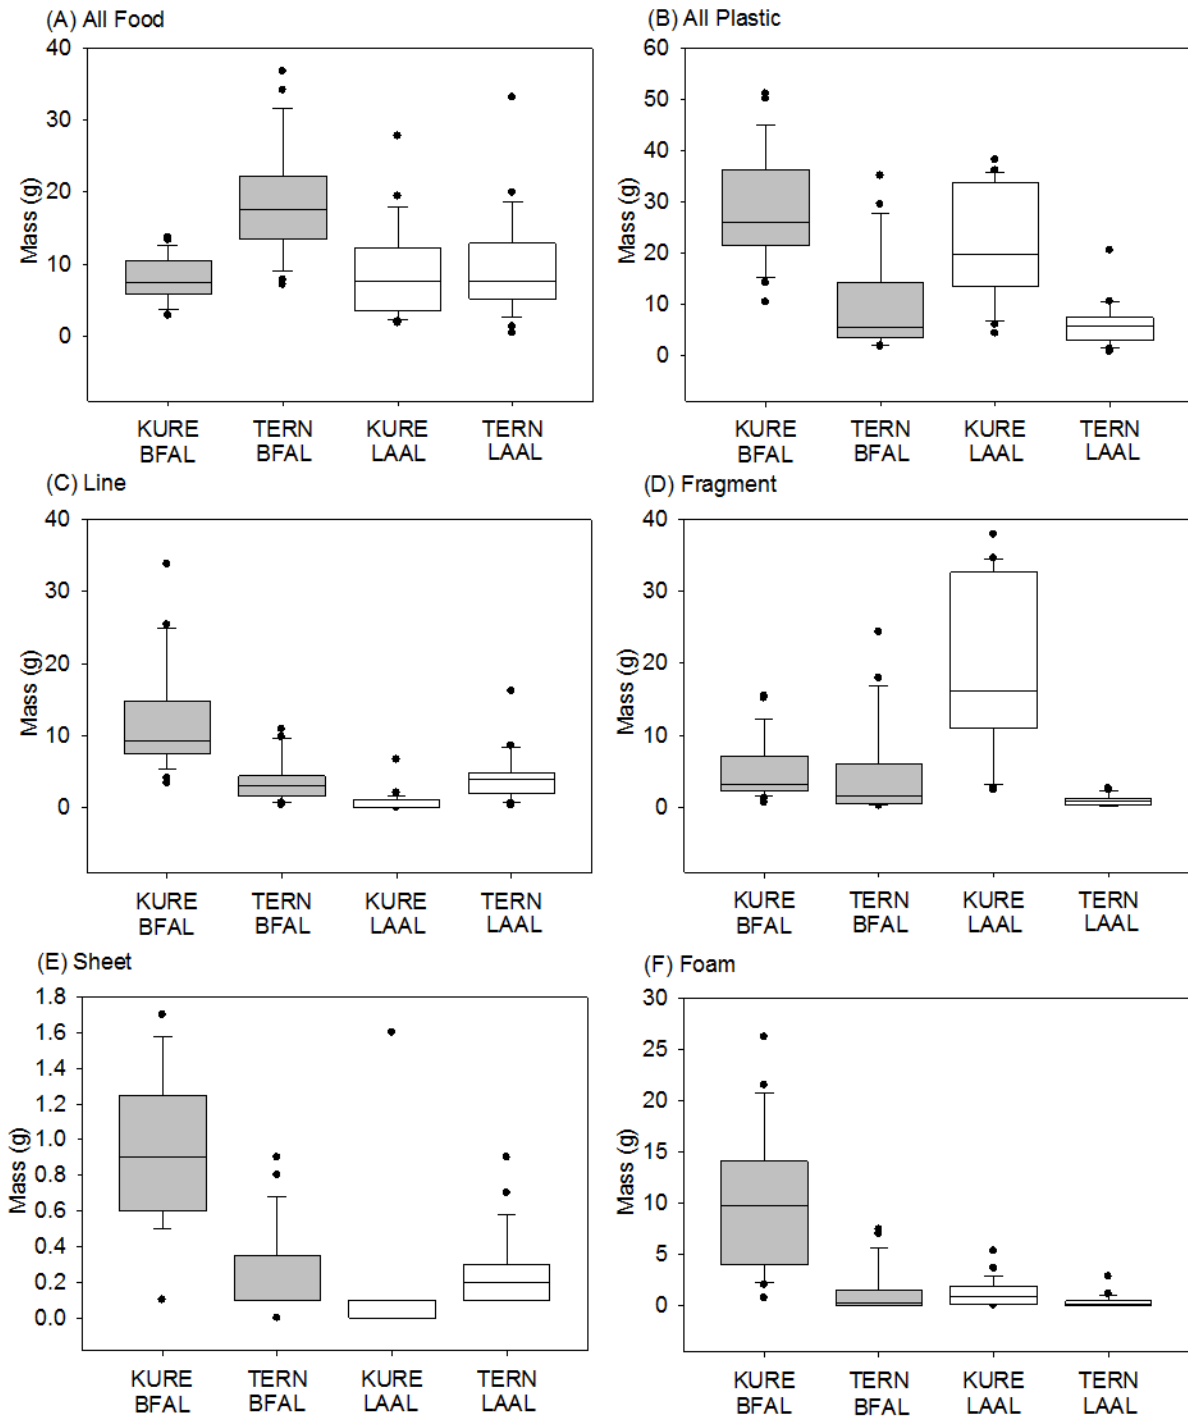 (A) All Food
40
30
20
10
0
Mass (g)
KURE BFAL
TERN BFAL
KURE LAAL
TERN LAAL
(B) All Plastic
60
50
40
30
20
10
0
Mass (g)
KURE BFAL
TERN BFAL
KURE LAAL
TERN LAAL
(C) Line
40
30
20
10
0
Mass (g)
KURE BFAL
TERN BFAL
KURE LAAL
TERN LAAL
(D) Fragment
40
30
20
10
0
Mass (g)
KURE BFAL
TERN BFAL
KURE LAAL
TERN LAAL
(E) Sheet
1.8
1.6
1.4
1.2
1.0
0.8
0.6
0.4
0.2
0.0
Mass (g)
KURE BFAL
TERN BFAL
KURE LAAL
TERN LAAL
(F) Foam
30
25
20
15
10
5
0
Mass (g)
KURE BFAL
TERN BFAL
KURE LAAL
TERN LAAL